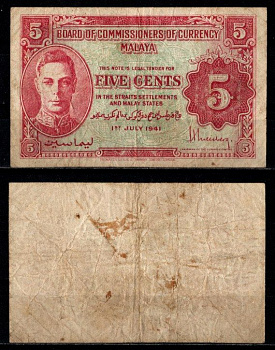 5 BOARD OF COMMISSIONERS OF CURRENCY 5
MALAYA
THIS NOTE IS LEGAL TENDER FOR
FIVE CENTS
5
IN THE STRAITS SETTLEMENTS
AND MALAY STATES
1ST JULY 1941
ليماسين
5 5